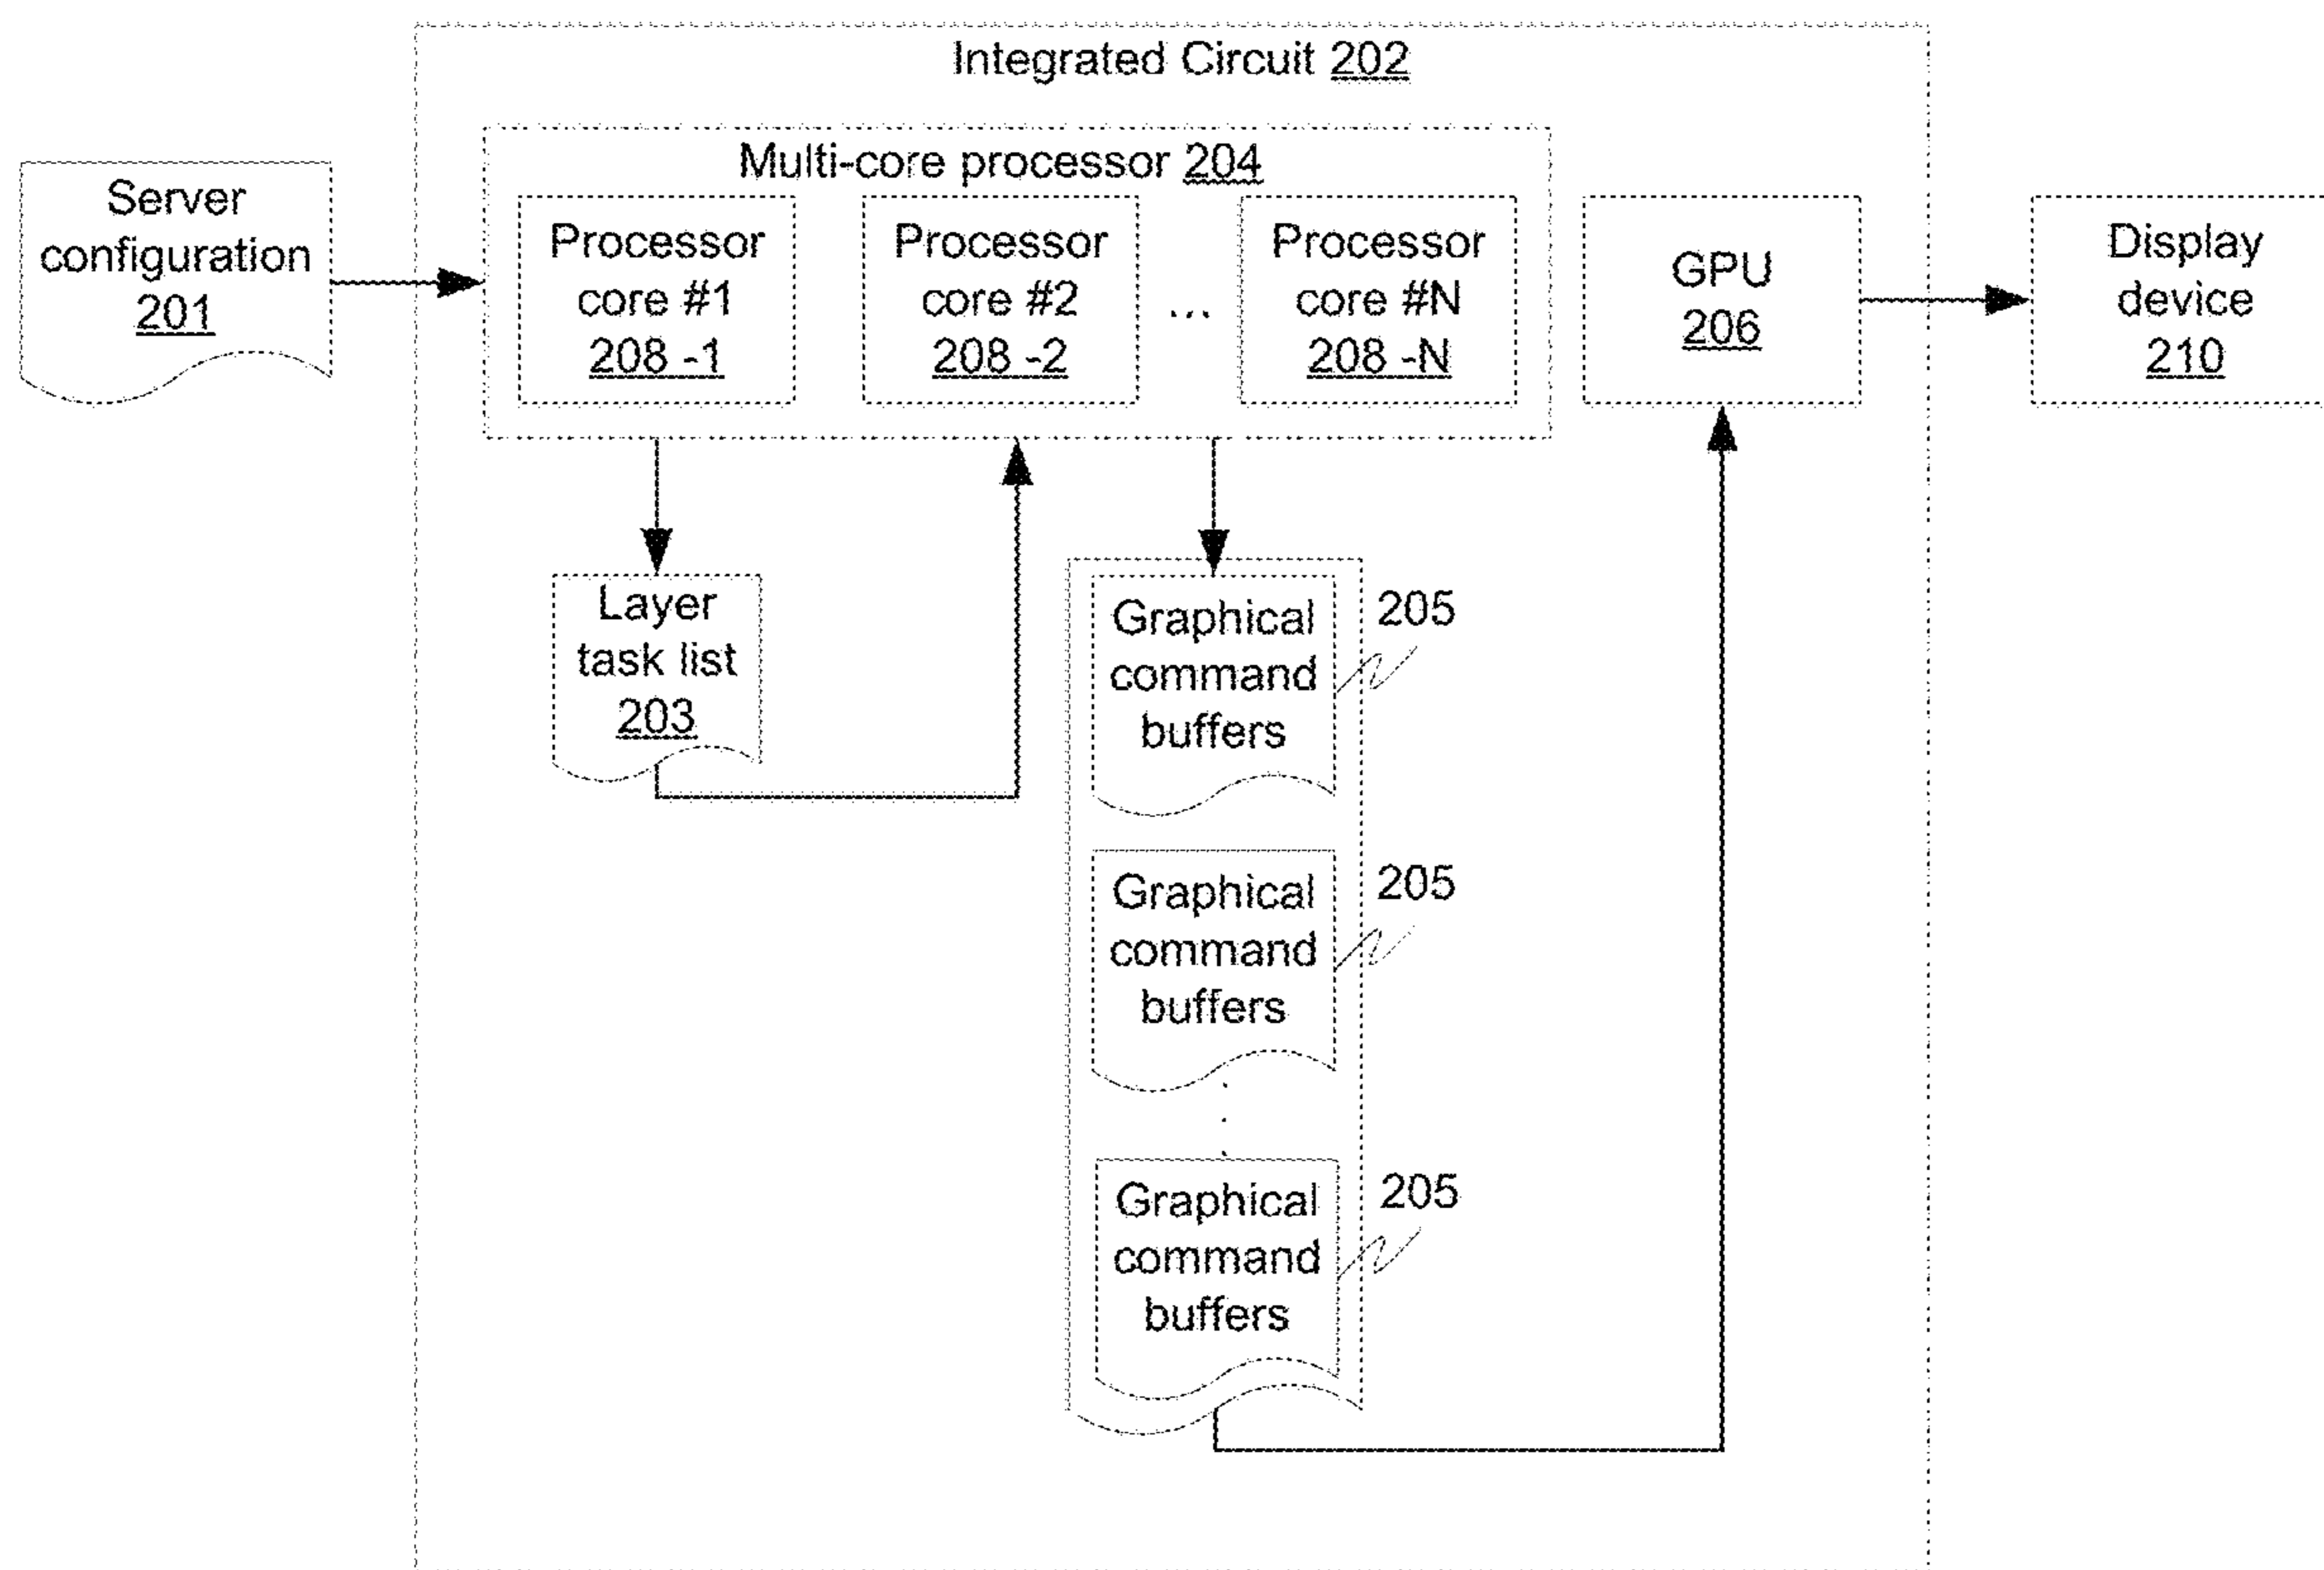 Integrated Circuit 202
Multi-core processor 204
Server
configuration
201
Processor
core #1
208 -1
Processor
core #2
208 -2
...
Processor
core #N
208 -N
GPU
206
Display
device
210
Layer
task list
203
Graphical
command
buffers
205
Graphical
command
buffers
205
Graphical
command
buffers
205